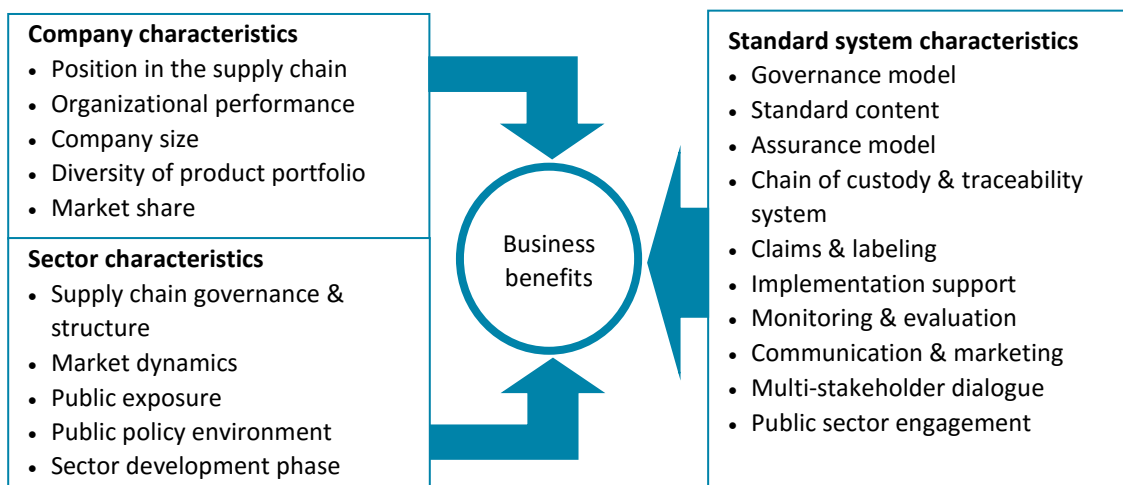 Company characteristics
• Position in the supply chain
• Organizational performance
• Company size
• Diversity of product portfolio
• Market share
Sector characteristics
• Supply chain governance &
structure
• Market dynamics
• Public exposure
• Public policy environment
• Sector development phase
Business
benefits
Standard system characteristics
• Governance model
• Standard content
• Assurance model
• Chain of custody & traceability
system
• Claims & labeling
• Implementation support
• Monitoring & evaluation
• Communication & marketing
• Multi-stakeholder dialogue
• Public sector engagement